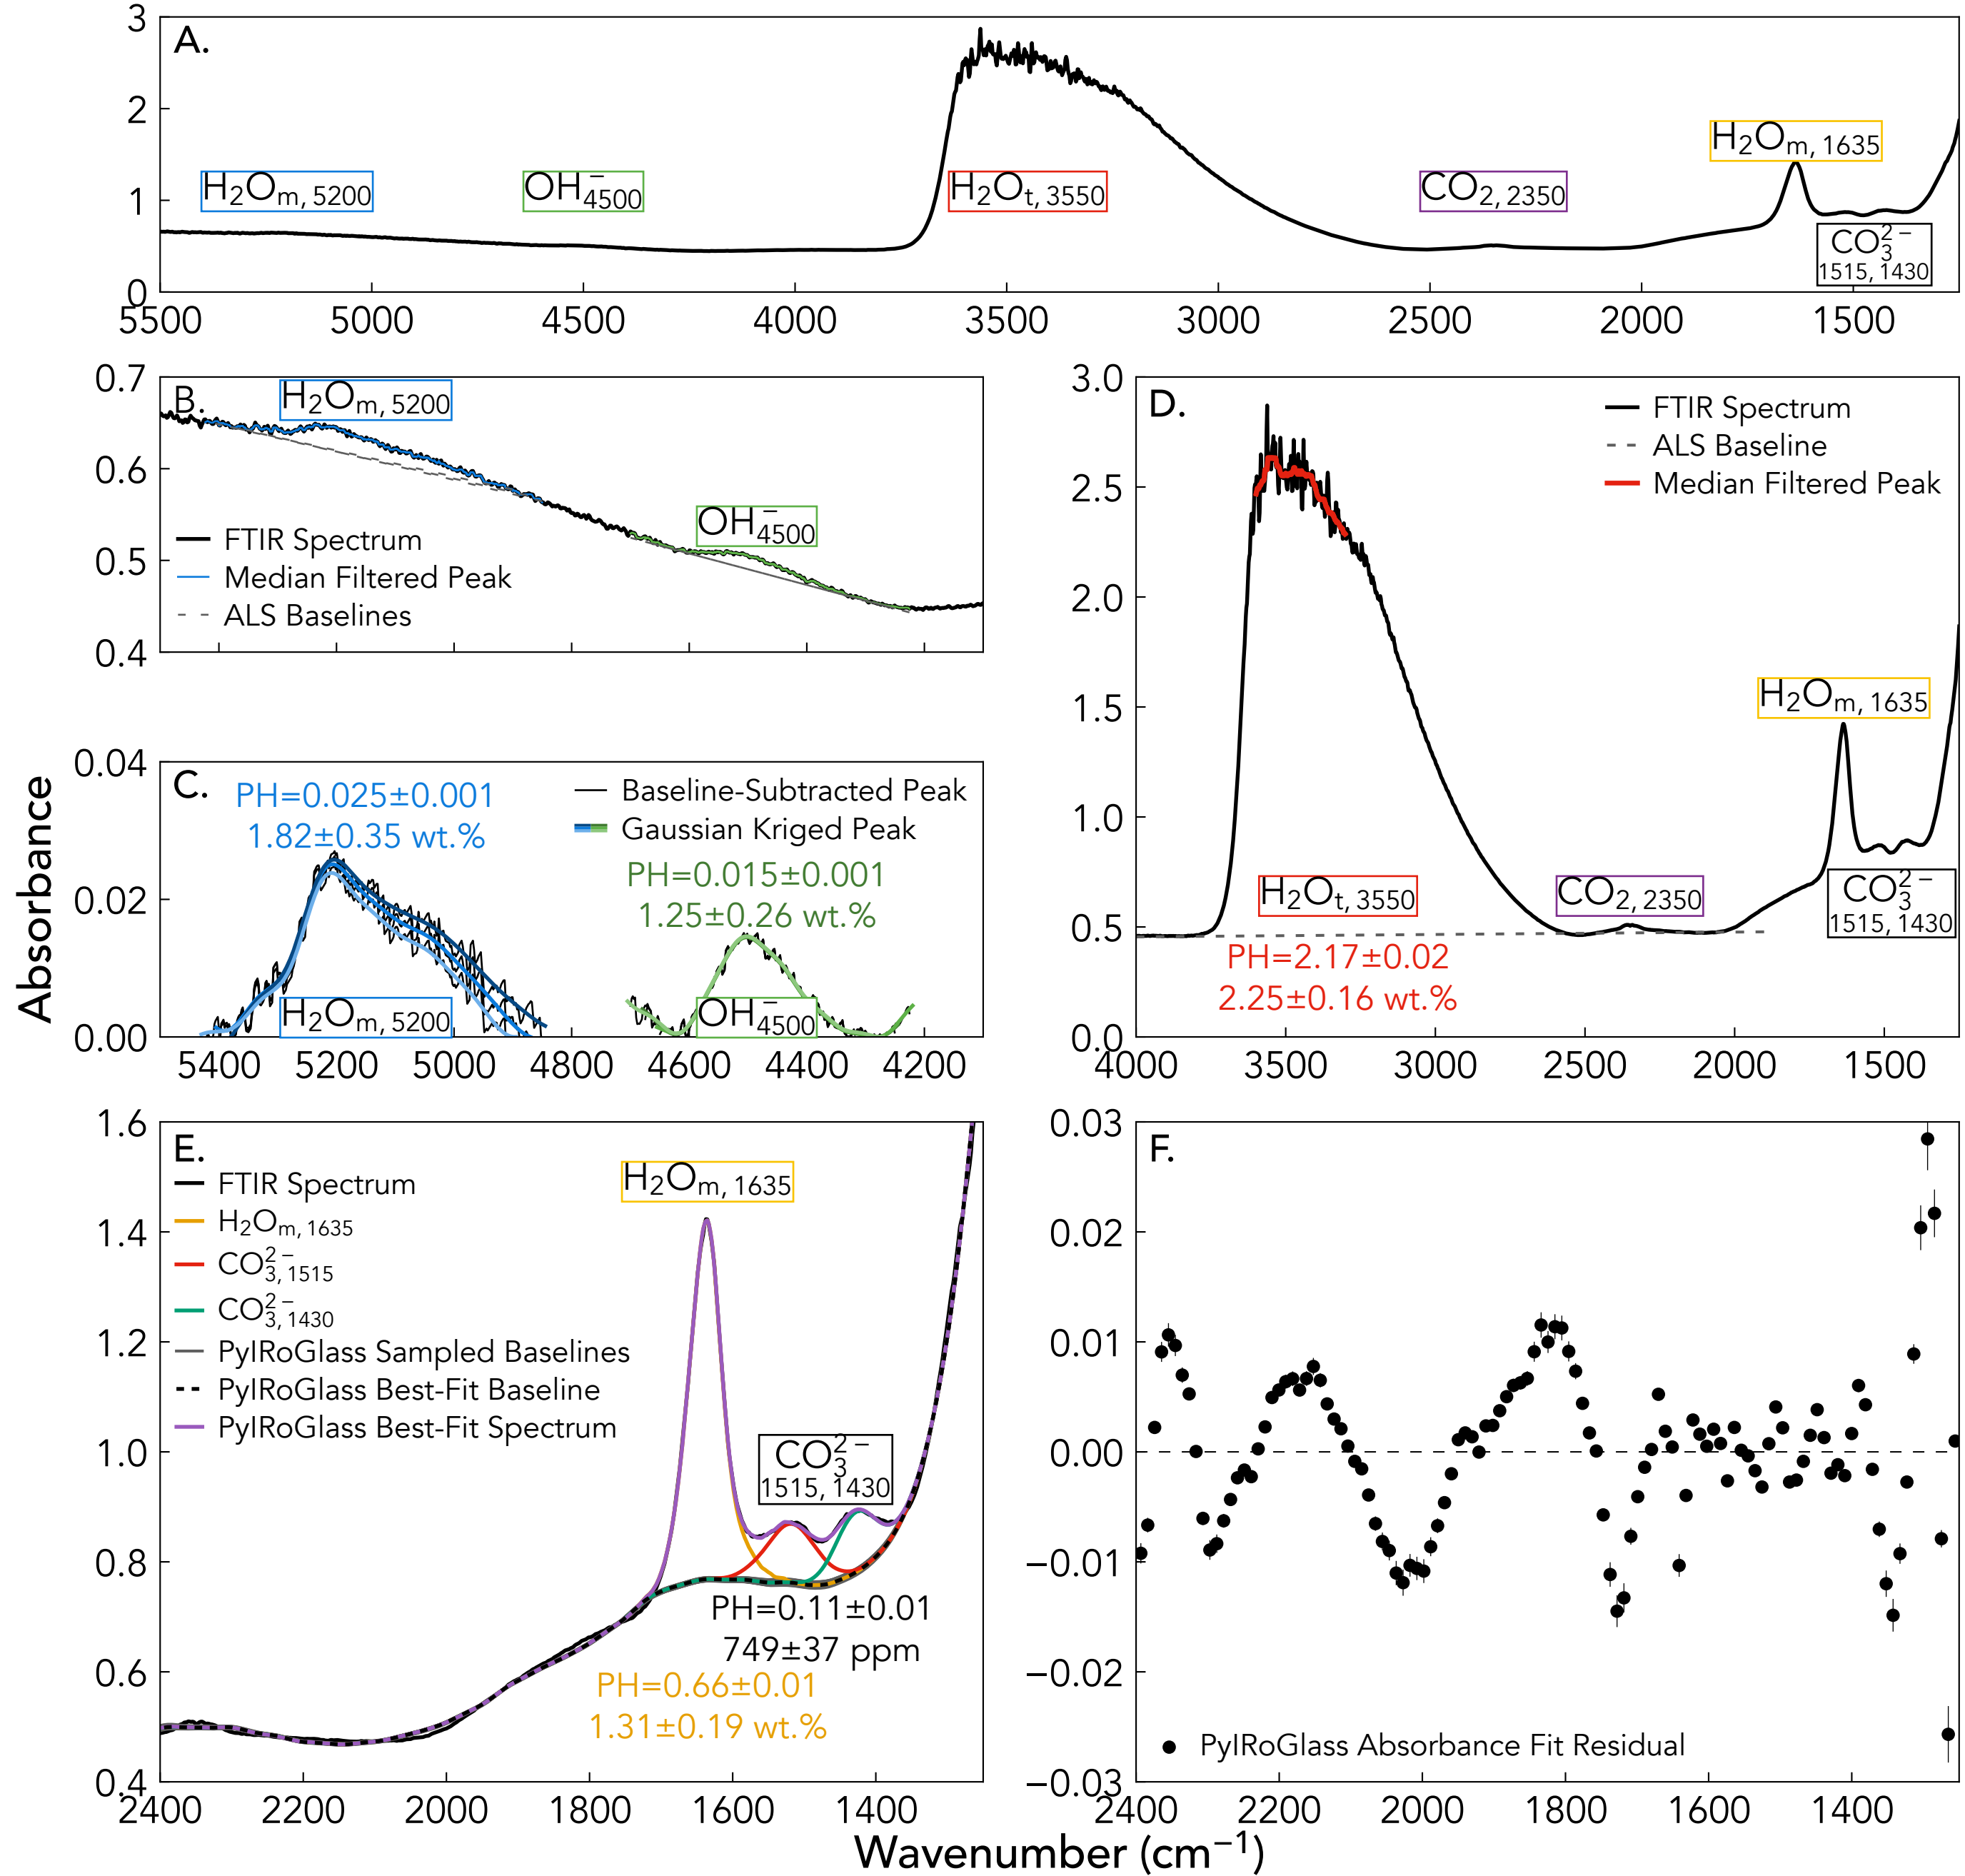 A.
3
2
1
0
H₂Oₘ, ₅₂₀₀
OH⁻₄₅₀₀
H₂Oₜ, ₃₅₅₀
CO₂, ₂₃₅₀
H₂Oₘ, ₁₆₃₅
CO₃²⁻
1515, 1430
5500 5000 4500 4000 3500 3000 2500 2000 1500
B.
0.7
0.6
0.5
0.4
H₂Oₘ, ₅₂₀₀
OH⁻₄₅₀₀
FTIR Spectrum
Median Filtered Peak
ALS Baselines
C.
0.04
0.02
0.00
PH=0.025±0.001
1.82±0.35 wt.%
Baseline-Subtracted Peak
Gaussian Kriged Peak
PH=0.015±0.001
1.25±0.26 wt.%
H₂Oₘ, ₅₂₀₀
OH⁻₄₅₀₀
5400 5200 5000 4800 4600 4400 4200
D.
3.0
2.5
2.0
1.5
1.0
0.5
0.0
FTIR Spectrum
ALS Baseline
Median Filtered Peak
H₂Oₘ, ₁₆₃₅
H₂Oₜ, ₃₅₅₀
CO₂, ₂₃₅₀
CO₃²⁻
1515, 1430
PH=2.17±0.02
2.25±0.16 wt.%
4000 3500 3000 2500 2000 1500
Absorbance
E.
1.6
1.4
1.2
1.0
0.8
0.6
0.4
FTIR Spectrum
H₂Oₘ, ₁₆₃₅
CO₃²⁻, ₁₅₁₅
CO₃²⁻, ₁₄₃₀
PyIRoGlass Sampled Baselines
PyIRoGlass Best-Fit Baseline
PyIRoGlass Best-Fit Spectrum
H₂Oₘ, ₁₆₃₅
CO₃²⁻
1515, 1430
PH=0.11±0.01
749±37 ppm
PH=0.66±0.01
1.31±0.19 wt.%
2400 2200 2000 1800 1600 1400
F.
0.03
0.02
0.01
0.00
−0.01
−0.02
−0.03
PyIRoGlass Absorbance Fit Residual
2400 2200 2000 1800 1600 1400
Wavenumber (cm⁻¹)